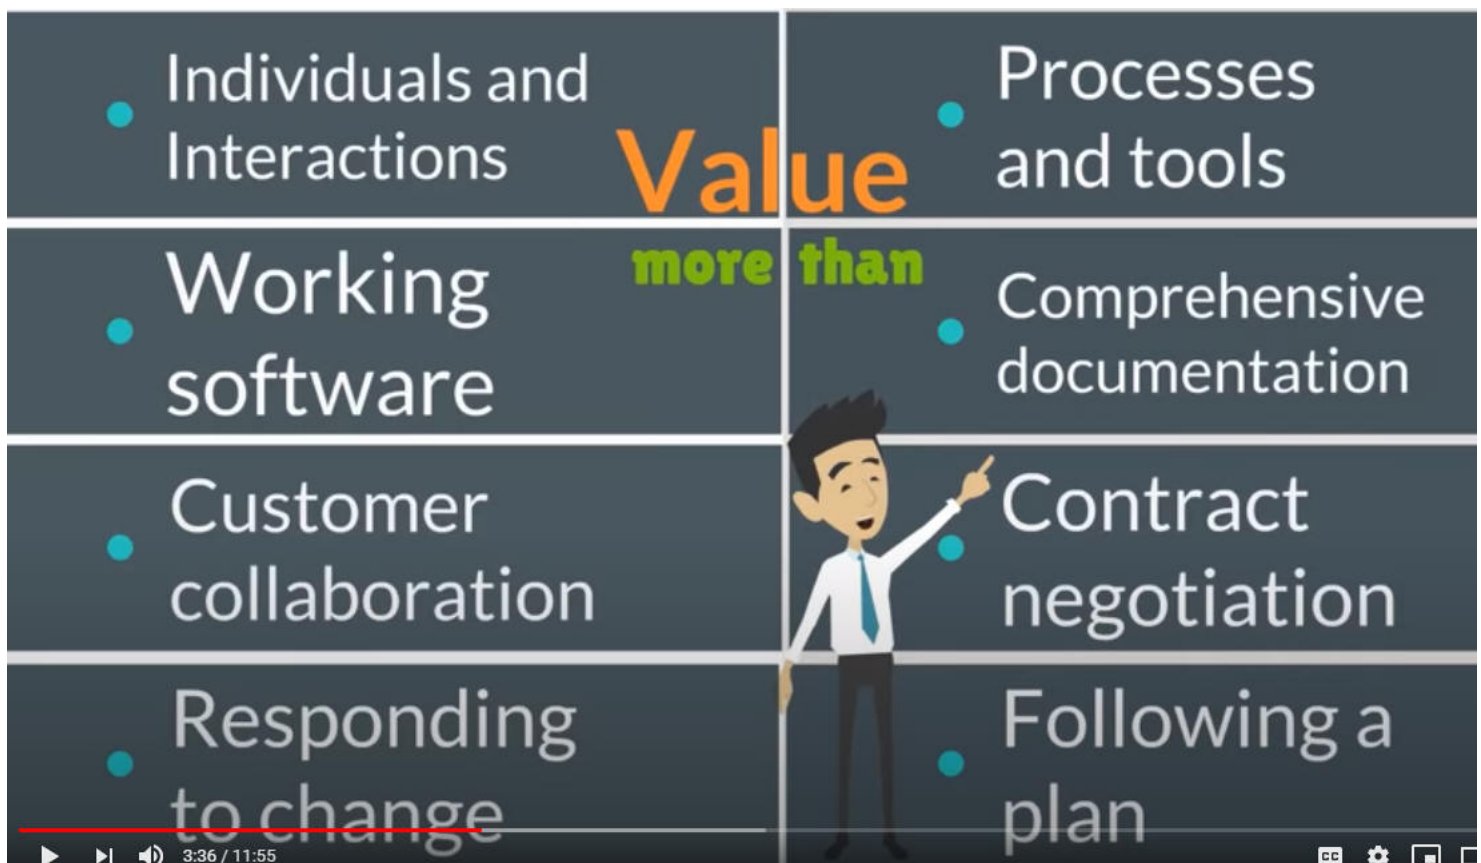 Individuals and
Interactions
Value
more than
Processes
and tools
Working
software
Comprehensive
documentation
Customer
collaboration
Contract
negotiation
Responding
to change
Following a
plan
3:36 / 11:55
CC